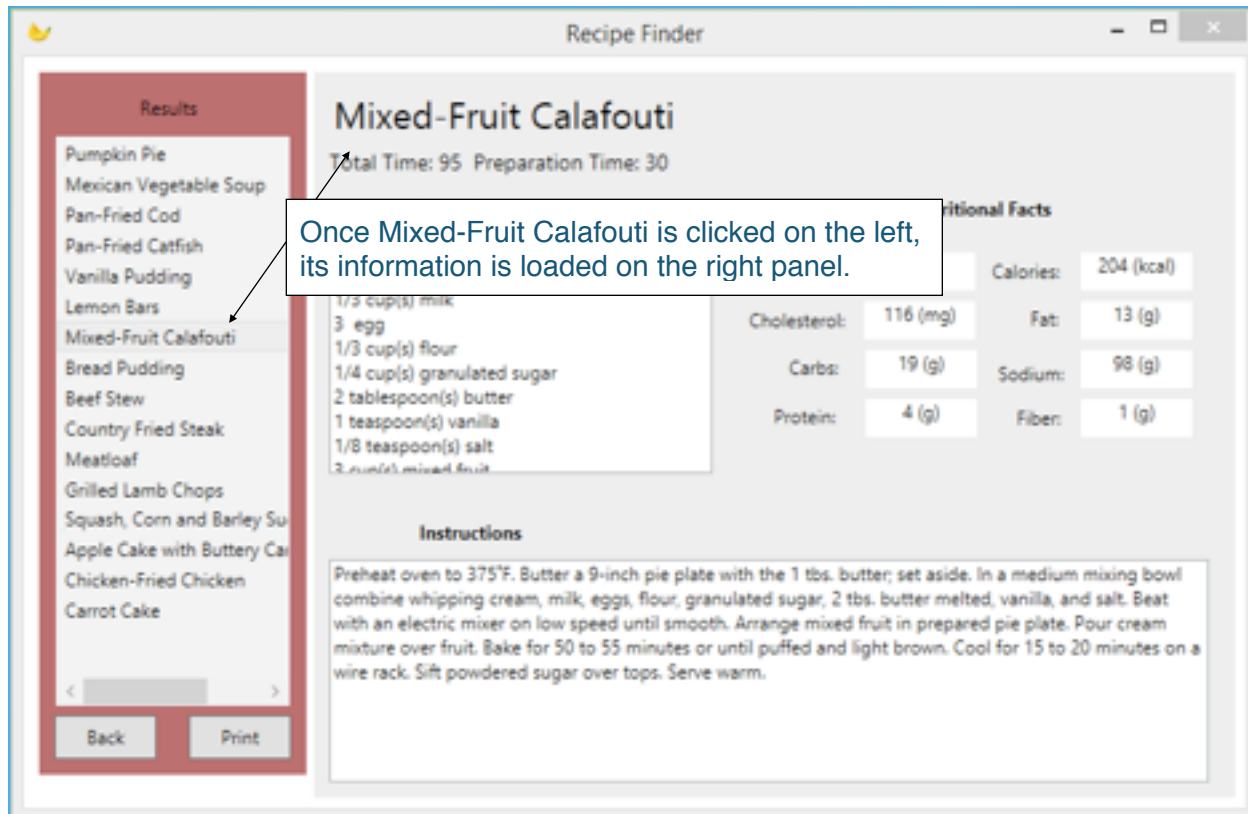 Recipe Finder
Results
Pumpkin Pie
Mexican Vegetable Soup
Pan-Fried Cod
Pan-Fried Catfish
Vanilla Pudding
Lemon Bars
Mixed-Fruit Calafouti
Bread Pudding
Beef Stew
Country Fried Steak
Meatloaf
Grilled Lamb Chops
Squash, Corn and Barley Su
Apple Cake with Buttery Ca
Chicken-Fried Chicken
Carrot Cake
Back Print
Mixed-Fruit Calafouti
Total Time: 95 Preparation Time: 30
Once Mixed-Fruit Calafouti is clicked on the left,
its information is loaded on the right panel.
1/3 cup(s) milk
3 egg
1/3 cup(s) flour
1/4 cup(s) granulated sugar
2 tablespoon(s) butter
1 teaspoon(s) vanilla
1/8 teaspoon(s) salt
3 cup(s) mixed fruit
ritional Facts
Calories: 204 (kcal)
Cholesterol: 116 (mg) Fat: 13 (g)
Carbs: 19 (g) Sodium: 98 (g)
Protein: 4 (g) Fiber: 1 (g)
Instructions
Preheat oven to 375°F. Butter a 9-inch pie plate with the 1 tbs. butter; set aside. In a medium mixing bowl
combine whipping cream, milk, eggs, flour, granulated sugar, 2 tbs. butter melted, vanilla, and salt. Beat
with an electric mixer on low speed until smooth. Arrange mixed fruit in prepared pie plate. Pour cream
mixture over fruit. Bake for 50 to 55 minutes or until puffed and light brown. Cool for 15 to 20 minutes on a
wire rack. Sift powdered sugar over tops. Serve warm.